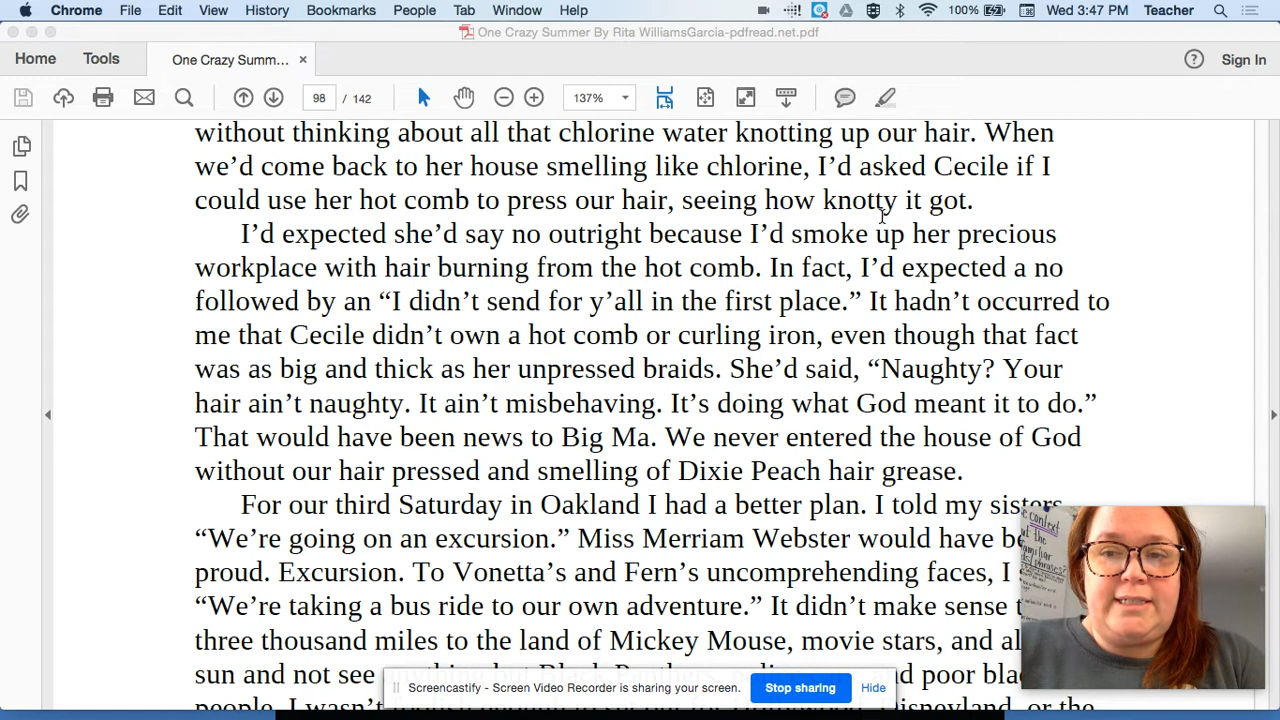 Chrome File Edit View History Bookmarks People Tab Window Help 100% Wed 3:47 PM Teacher
One Crazy Summer By Rita WilliamsGarcia-pdfread.net.pdf
Home Tools One Crazy Summ... × Sign In
98 / 142 137%
without thinking about all that chlorine water knotting up our hair. When
we’d come back to her house smelling like chlorine, I’d asked Cecile if I
could use her hot comb to press our hair, seeing how knotty it got.
I’d expected she’d say no outright because I’d smoke up her precious
workplace with hair burning from the hot comb. In fact, I’d expected a no
followed by an “I didn’t send for y’all in the first place.” It hadn’t occurred to
me that Cecile didn’t own a hot comb or curling iron, even though that fact
was as big and thick as her unpressed braids. She’d said, “Naughty? Your
hair ain’t naughty. It ain’t misbehaving. It’s doing what God meant it to do.”
That would have been news to Big Ma. We never entered the house of God
without our hair pressed and smelling of Dixie Peach hair grease.
For our third Saturday in Oakland I had a better plan. I told my sisters,
“We’re going on an excursion.” Miss Merriam Webster would have be
proud. Excursion. To Vonetta’s and Fern’s uncomprehending faces, I
“We’re taking a bus ride to our own adventure.” It didn’t make sense
three thousand miles to the land of Mickey Mouse, movie stars, and al
sun and not see anything but Black Panthers, and poor bla
people. I wasn’t Disneyland, or the
context
of the
Screencastify - Screen Video Recorder is sharing your screen. Stop sharing Hide